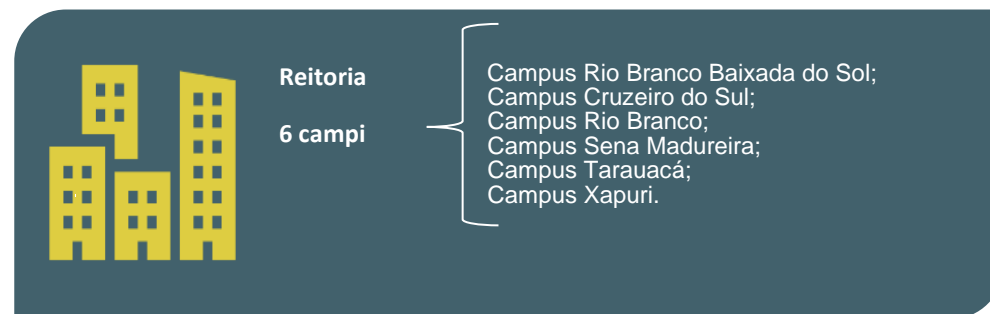 Reitoria
6 campi
Campus Rio Branco Baixada do Sol;
Campus Cruzeiro do Sul;
Campus Rio Branco;
Campus Sena Madureira;
Campus Tarauacá;
Campus Xapuri.